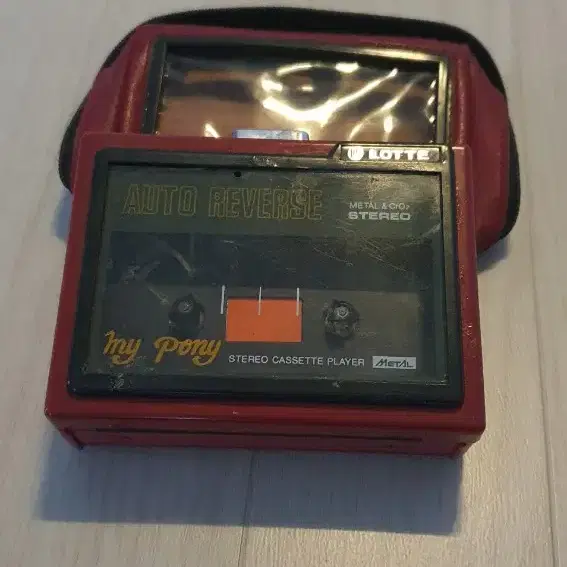 LOTTE
AUTO REVERSE
METAL & CrO₂
STEREO
my pony
STEREO CASSETTE PLAYER METAL